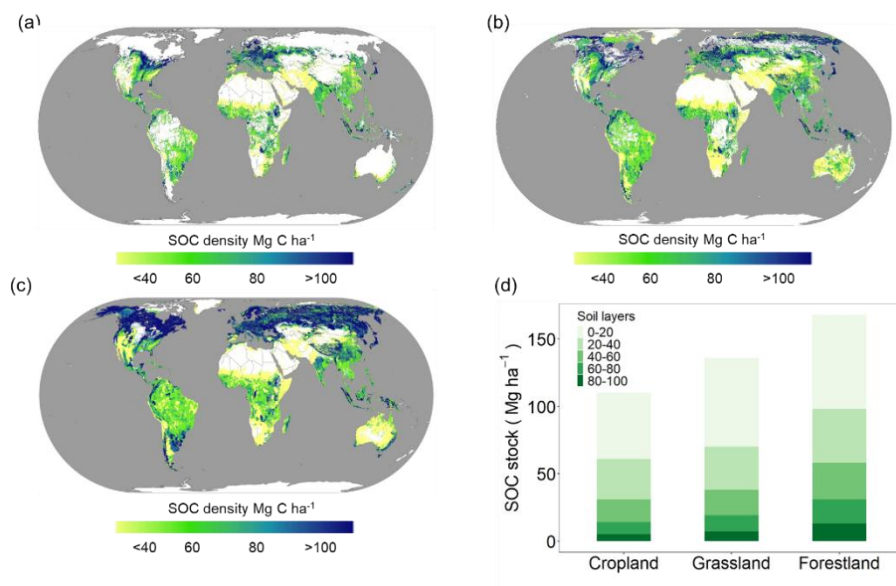 (a)
(b)
SOC density Mg C ha⁻¹
<40 60 80 >100
SOC density Mg C ha⁻¹
<40 60 80 >100
(c)
(d)
SOC density Mg C ha⁻¹
<40 60 80 >100
SOC stock ( Mg ha⁻¹ )
150
100
50
0
Soil layers
0-20
20-40
40-60
60-80
80-100
Cropland Grassland Forestland